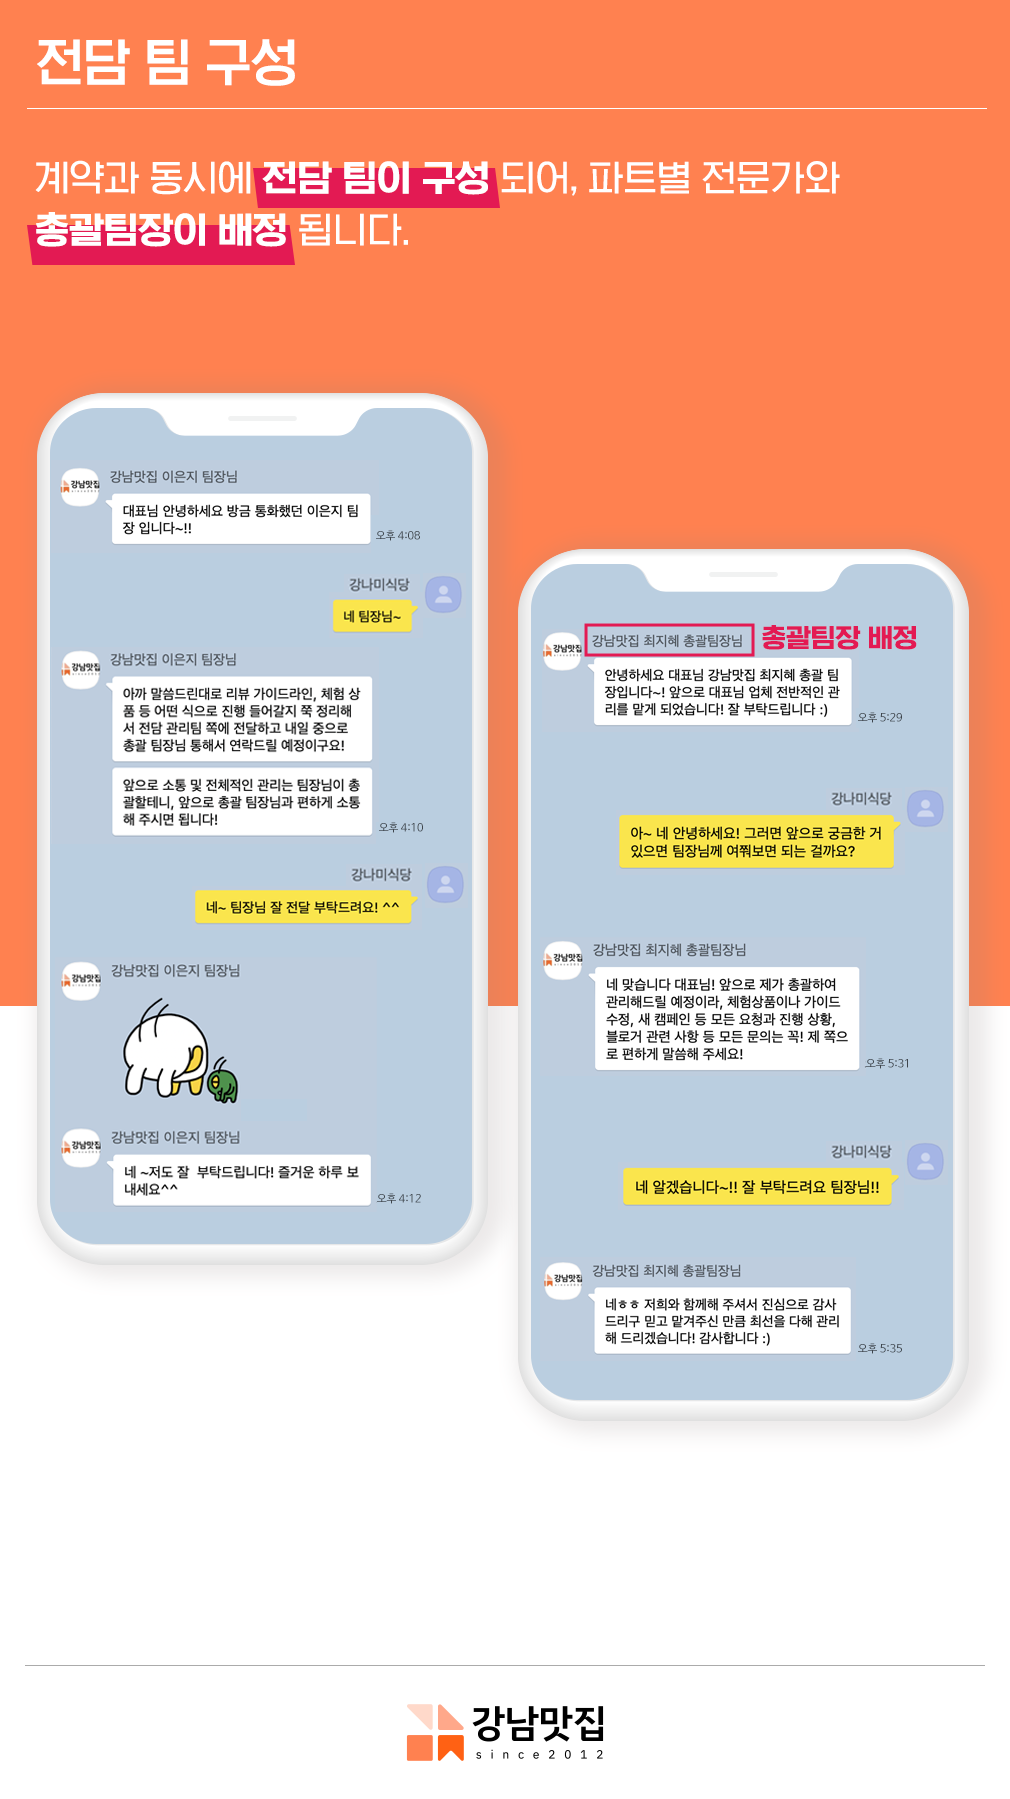 전담 팀 구성
계약과 동시에 전담 팀이 구성 되어, 파트별 전문가와
총괄팀장이 배정 됩니다.
강남맛집
강남맛집 이은지 팀장님
대표님 안녕하세요 방금 통화했던 이은지 팀
장 입니다~!!
오후 4:08
강나미식당
네 팀장님~
강남맛집
강남맛집 이은지 팀장님
아까 말씀드린대로 리뷰 가이드라인, 체험 상
품 등 어떤 식으로 진행 들어갈지 쭉 정리해
서 전담 관리팀 쪽에 전달하고 내일 중으로
총괄 팀장님 통해서 연락드릴 예정이구요!
앞으로 소통 및 전체적인 관리는 팀장님이 총
괄할테니, 앞으로 총괄 팀장님과 편하게 소통
해 주시면 됩니다!
오후 4:10
강나미식당
네~ 팀장님 잘 전달 부탁드려요! ^^
강남맛집
강남맛집 이은지 팀장님
강남맛집
강남맛집 이은지 팀장님
네 ~저도 잘  부탁드립니다! 즐거운 하루 보
내세요^^
오후 4:12
강남맛집
강남맛집 최지혜 총괄팀장님
총괄팀장 배정
안녕하세요 대표님 강남맛집 최지혜 총괄 팀
장입니다~! 앞으로 대표님 업체 전반적인 관
리를 맡게 되었습니다! 잘 부탁드립니다 :)
오후 5:29
강나미식당
아~ 네 안녕하세요! 그러면 앞으로 궁금한 거
있으면 팀장님께 여쭤보면 되는 걸까요?
강남맛집
강남맛집 최지혜 총괄팀장님
네 맞습니다 대표님! 앞으로 제가 총괄하여
관리해드릴 예정이라, 체험상품이나 가이드
수정, 새 캠페인 등 모든 요청과 진행 상황,
블로거 관련 사항 등 모든 문의는 꼭! 제 쪽으
로 편하게 말씀해 주세요!
오후 5:31
강나미식당
네 알겠습니다~!! 잘 부탁드려요 팀장님!!
강남맛집
강남맛집 최지혜 총괄팀장님
네ㅎㅎ 저희와 함께해 주셔서 진심으로 감사
드리구 믿고 맡겨주신 만큼 최선을 다해 관리
해 드리겠습니다! 감사합니다 :)
오후 5:35
강남맛집
since2012